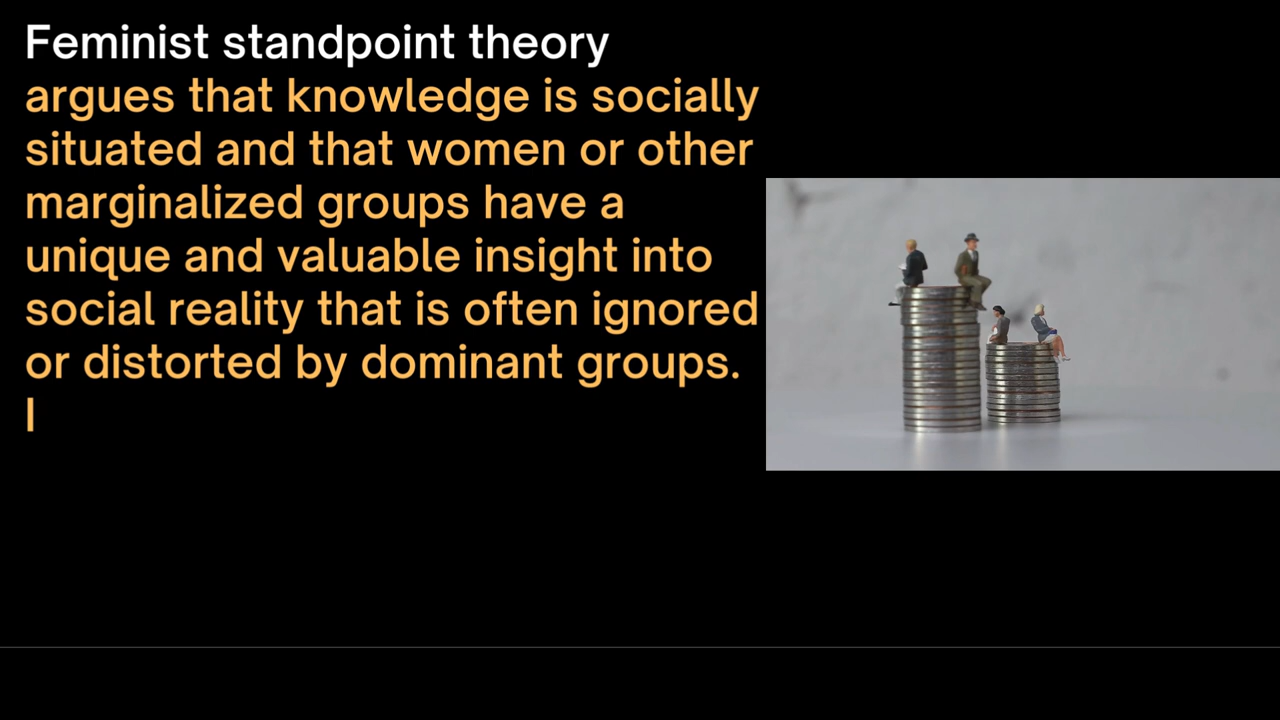 Feminist standpoint theory
argues that knowledge is socially
situated and that women or other
marginalized groups have a
unique and valuable insight into
social reality that is often ignored
or distorted by dominant groups.
I